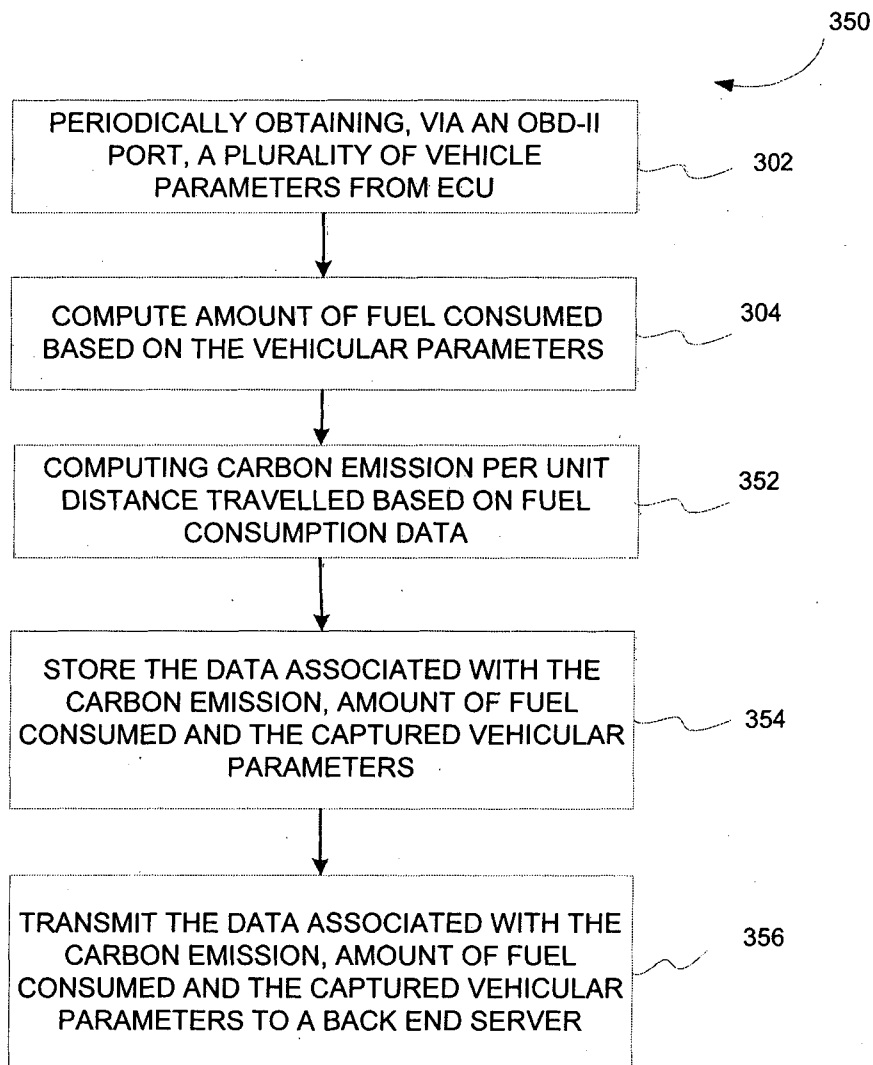 350
PERIODICALLY OBTAINING, VIA AN OBD-II
PORT, A PLURALITY OF VEHICLE
PARAMETERS FROM ECU
302
COMPUTE AMOUNT OF FUEL CONSUMED
BASED ON THE VEHICULAR PARAMETERS
304
COMPUTING CARBON EMISSION PER UNIT
DISTANCE TRAVELLED BASED ON FUEL
CONSUMPTION DATA
352
STORE THE DATA ASSOCIATED WITH THE
CARBON EMISSION, AMOUNT OF FUEL
CONSUMED AND THE CAPTURED VEHICULAR
PARAMETERS
354
TRANSMIT THE DATA ASSOCIATED WITH THE
CARBON EMISSION, AMOUNT OF FUEL
CONSUMED AND THE CAPTURED VEHICULAR
PARAMETERS TO A BACK END SERVER
356